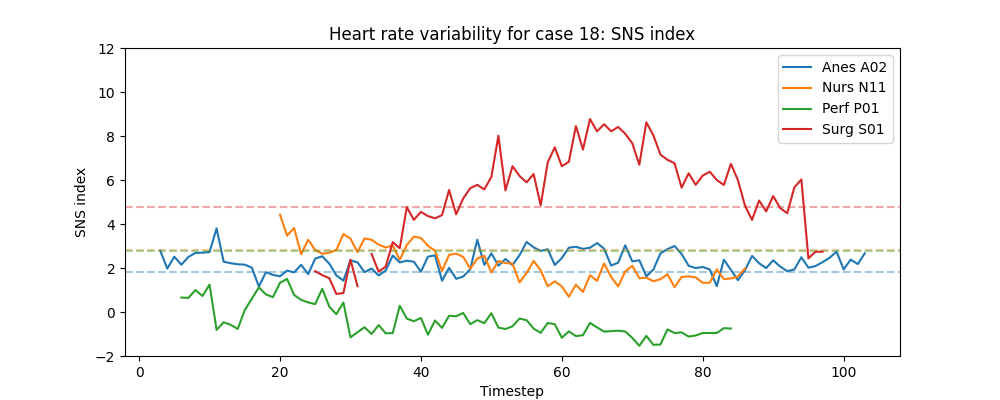 Heart rate variability for case 18: SNS index
12
10
8
6
4
2
0
−2
SNS index
0
20
40
60
80
100
Timestep
Anes A02
Nurs N11
Perf P01
Surg S01